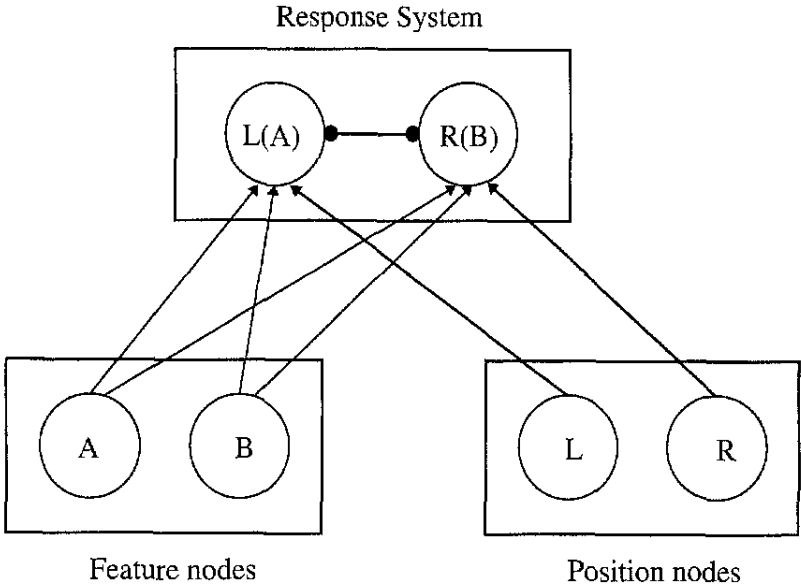 Response System
L(A) R(B)
A B L R
Feature nodes Position nodes